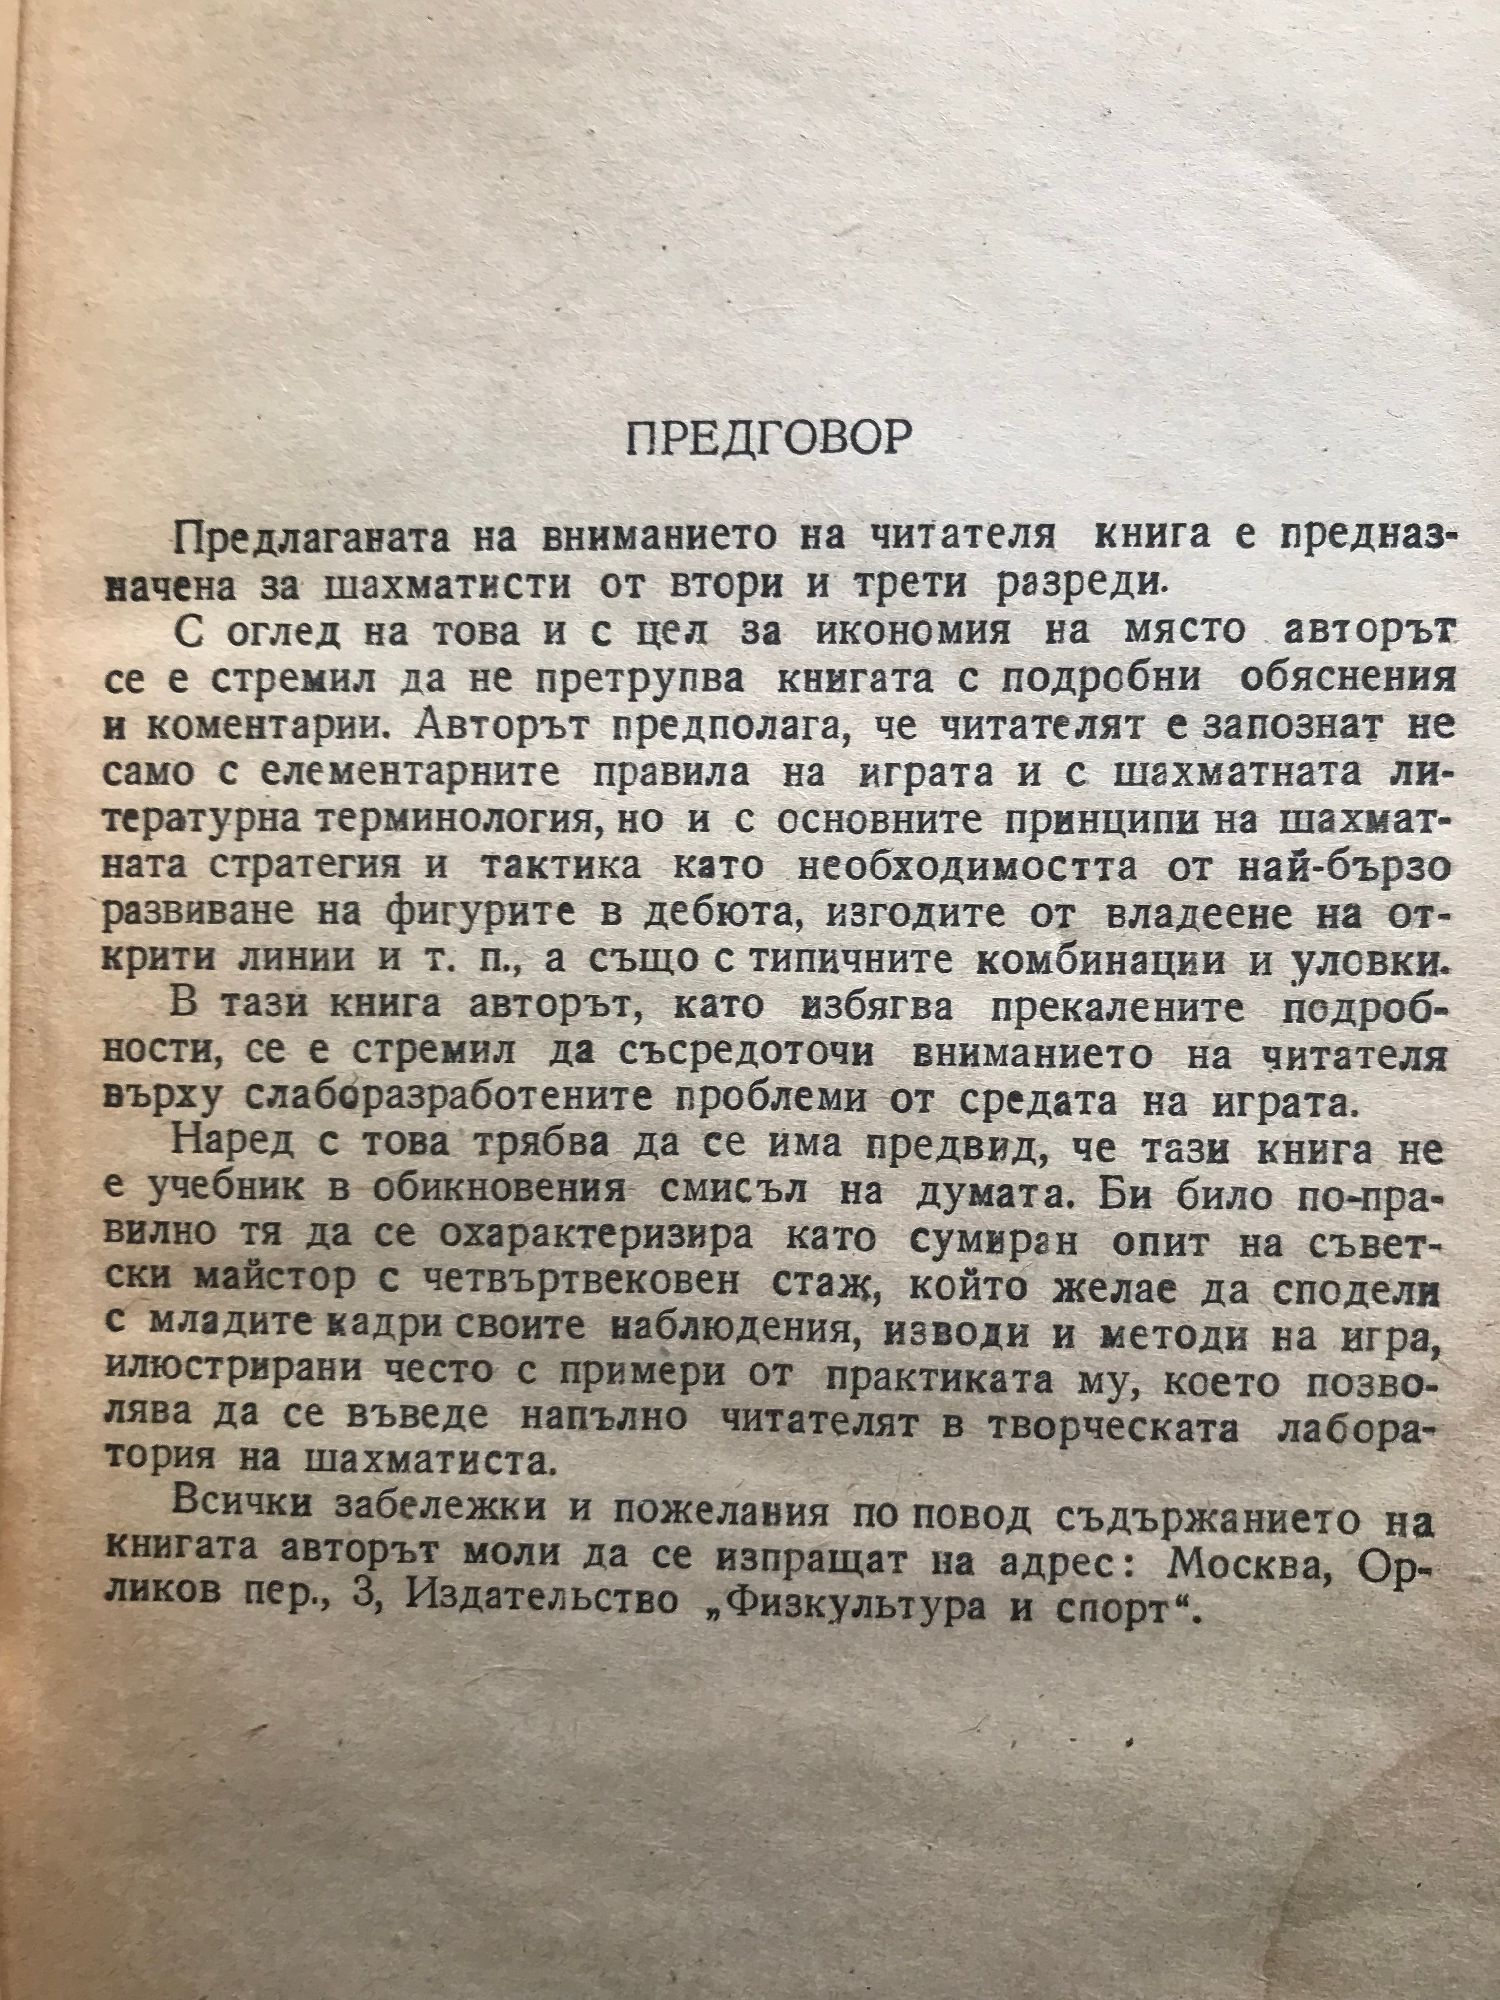 ПРЕДГОВОР
Предлаганата на вниманието на читателя книга е предназ-
начена за шахматисти от втори и трети разреди.
С оглед на това и с цел за икономия на място авторът
се е стремил да не претрупва книгата с подробни обяснения
и коментарии. Авторът предполага, че читателят е запознат не
само с елементарните правила на играта и с шахматната ли-
тературна терминология, но и с основните принципи на шахмат-
ната стратегия и тактика като необходимостта от най-бързо
развиване на фигурите в дебюта, изгодите от владеене на от-
крити линии и т. п., а също с типичните комбинации и уловки.
В тази книга авторът, като избягва прекалените подроб-
ности, се е стремил да съсредоточи вниманието на читателя
върху слаборазработените проблеми от средата на играта.
Наред с това трябва да се има предвид, че тази книга не
е учебник в обикновения смисъл на думата. Би било по-пра-
вилно тя да се охарактеризира като сумиран опит на съвет-
ски майстор с четвъртвековен стаж, който желае да сподели
с младите кадри своите наблюдения, изводи и методи на игра,
илюстрирани често с примери от практиката му, което позво-
лява да се въведе напълно читателят в творческата лабора-
тория на шахматиста.
Всички забележки и пожелания по повод съдържанието на
книгата авторът моли да се изпращат на адрес: Москва, Ор-
ликов пер., 3, Издателство „Физкультура и спорт“.